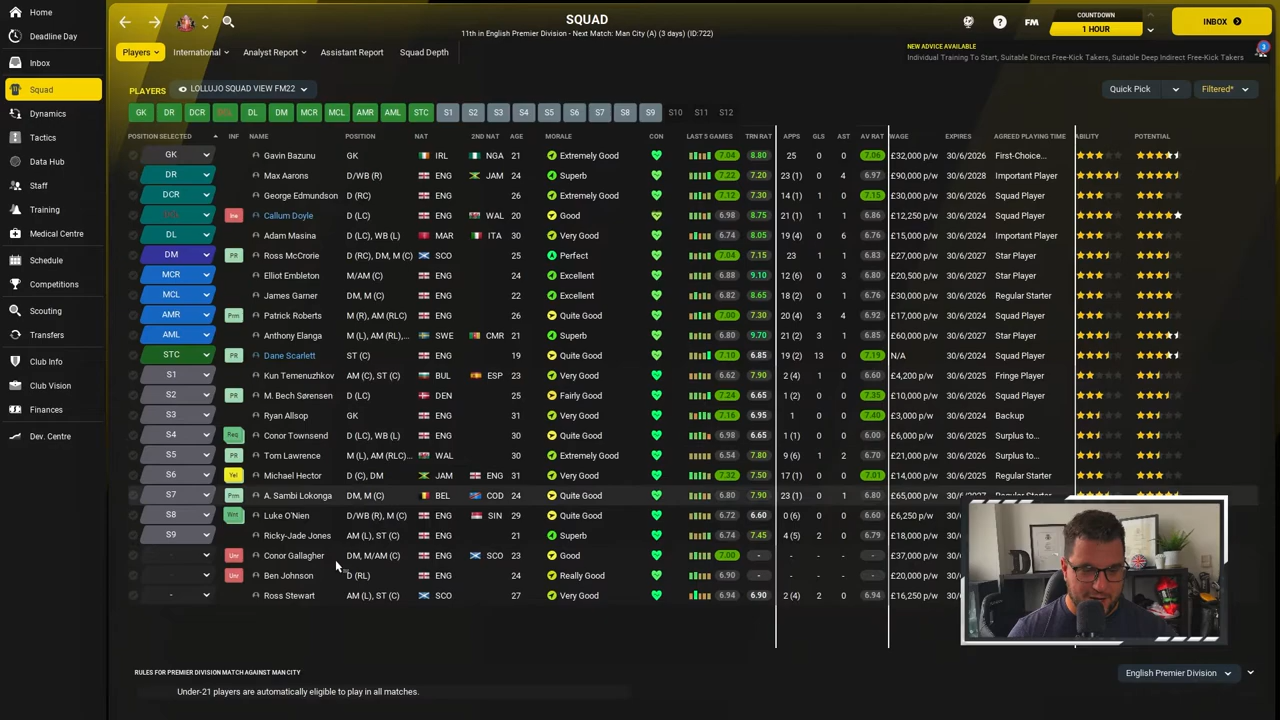 Home
Deadline Day
Inbox
Squad
Dynamics
Tactics
Data Hub
Staff
Training
Medical Centre
Schedule
Competitions
Scouting
Transfers
Club Info
Club Vision
Finances
Dev. Centre
SQUAD
11th in English Premier Division - Next Match: Man City (A) (3 days) (ID:722)
FM
COUNTDOWN
1 HOUR
INBOX
Players International Analyst Report Assistant Report Squad Depth
NEW ADVICE AVAILABLE
Individual Training To Start, Suitable Direct Free-Kick Takers, Suitable Deep Indirect Free-Kick Takers
3
PLAYERS LOLLUJO SQUAD VIEW FM22 Quick Pick Filtered*
GK DR DCR DCL DL DM MCR MCL AMR AML STC S1 S2 S3 S4 S5 S6 S7 S8 S9 S10 S11 S12
POSITION SELECTED INF NAME POSITION NAT 2ND NAT AGE MORALE CON LAST 5 GAMES TRN RAT APPS GLS AST AV RAT WAGE EXPIRES AGREED PLAYING TIME ABILITY POTENTIAL
GK Gavin Bazunu GK IRL NGA 21 Extremely Good 7.04 8.80 25 0 0 7.06 £32,000 p/w 30/6/2026 First-Choice...
DR Max Aarons D/WB (R) ENG JAM 24 Superb 7.22 7.20 23 (1) 0 4 6.97 £90,000 p/w 30/6/2028 Important Player
DCR George Edmundson D (RC) ENG 26 Extremely Good 7.12 7.30 14 (1) 1 0 7.15 £30,000 p/w 30/6/2026 Squad Player
DCL Ine Callum Doyle D (LC) ENG WAL 20 Good 6.98 8.75 21 (1) 1 1 6.86 £12,250 p/w 30/6/2024 Important Player
DL Adam Masina D (LC), WB (L) MAR ITA 30 Very Good 6.74 8.05 19 (4) 0 6 6.97 £15,000 p/w 30/6/2024 Important Player
DM PR Ross McCrorie D (RC), DM, M (C) SCO 25 Perfect 7.04 7.15 23 1 1 6.83 £27,000 p/w 30/6/2026 Star Player
MCR Elliot Embleton M/AM (C) ENG 24 Excellent 6.88 9.10 12 (6) 0 3 6.80 £20,500 p/w 30/6/2027 Star Player
MCL James Garner DM, M (C) ENG 22 Excellent 6.82 8.65 18 (2) 0 1 6.76 £30,000 p/w 30/6/2026 Regular Starter
AMR Prm Patrick Roberts M (R), AM (RLC) ENG 26 Quite Good 7.00 7.30 20 (4) 3 4 6.92 £17,000 p/w 30/6/2024 Squad Player
AML Anthony Elanga M (L), AM (RL),... SWE CMR 21 Superb 9.70 21 (2) 3 £60,000 p/w 30/6/2027 Star Player
STC PR Dane Scarlett ST (C) ENG 19 Quite Good 7.10 6.85 19 (2) 13 0 7.19 N/A 30/6/2024 Squad Player
S1 Kun Temenuzhkov AM (C), ST (C) BUL ESP 23 Very Good 6.62 7.90 2 (4) 1 0 £4,200 p/w 30/6/2025 Fringe Player
S2 PR M. Bech Sørensen D (LC) DEN 25 Fairly Good 7.24 6.65 1 (2) 0 0 7.35 £10,000 p/w 30/6/2026 Squad Player
S3 Ryan Allsop GK ENG 31 Very Good 7.16 6.95 1 0 0 7.40 £3,000 p/w 30/6/2024 Backup
S4 Req Conor Townsend D (LC), WB (L) ENG 30 Quite Good 6.98 6.65 1 (1) 0 0 6.00 £6,000 p/w 30/6/2025 Surplus to...
S5 PR Tom Lawrence M (L), AM (RLC)... WAL 30 Extremely Good 6.54 7.80 9 (6) 1 2 6.70 £21,000 p/w 30/6/2026 Surplus to...
S6 Yel Michael Hector D (C), DM JAM ENG 31 Very Good 7.32 7.50 17 (1) 0 0 7.01 £14,000 p/w 30/6/2025 Regular Starter
S7 Prm A. Sambi Lokonga DM, M (C) BEL COD 24 Quite Good 6.80 7.90 23 (1) 0 1 6.80 £65,000 p/w 30/6/2027 Regular Starter
S8 Wnt Luke O'Nien D/WB (R), M (C) ENG SIN 29 Quite Good 6.72 6.60 0 (6) 0 0 £6,250 p/w
S9 Ricky-Jade Jones AM (L), ST (C) ENG 21 Superb 6.74 7.45 4 (5) 2 0 £18,000 p/w
- Unr Conor Gallagher DM, M/AM (C) ENG SCO 23 Good 7.00 - - - - - £37,000 p/w
- Unr Ben Johnson D (RL) ENG 24 Really Good 6.90 - - - - - £20,000 p/w
- Ross Stewart AM (L), ST (C) SCO 27 Very Good 6.94 6.90 2 (4) 2 0 6.94 £16,250 p/w
RULES FOR PREMIER DIVISION MATCH AGAINST MAN CITY
English Premier Division
Under-21 players are automatically eligible to play in all matches.